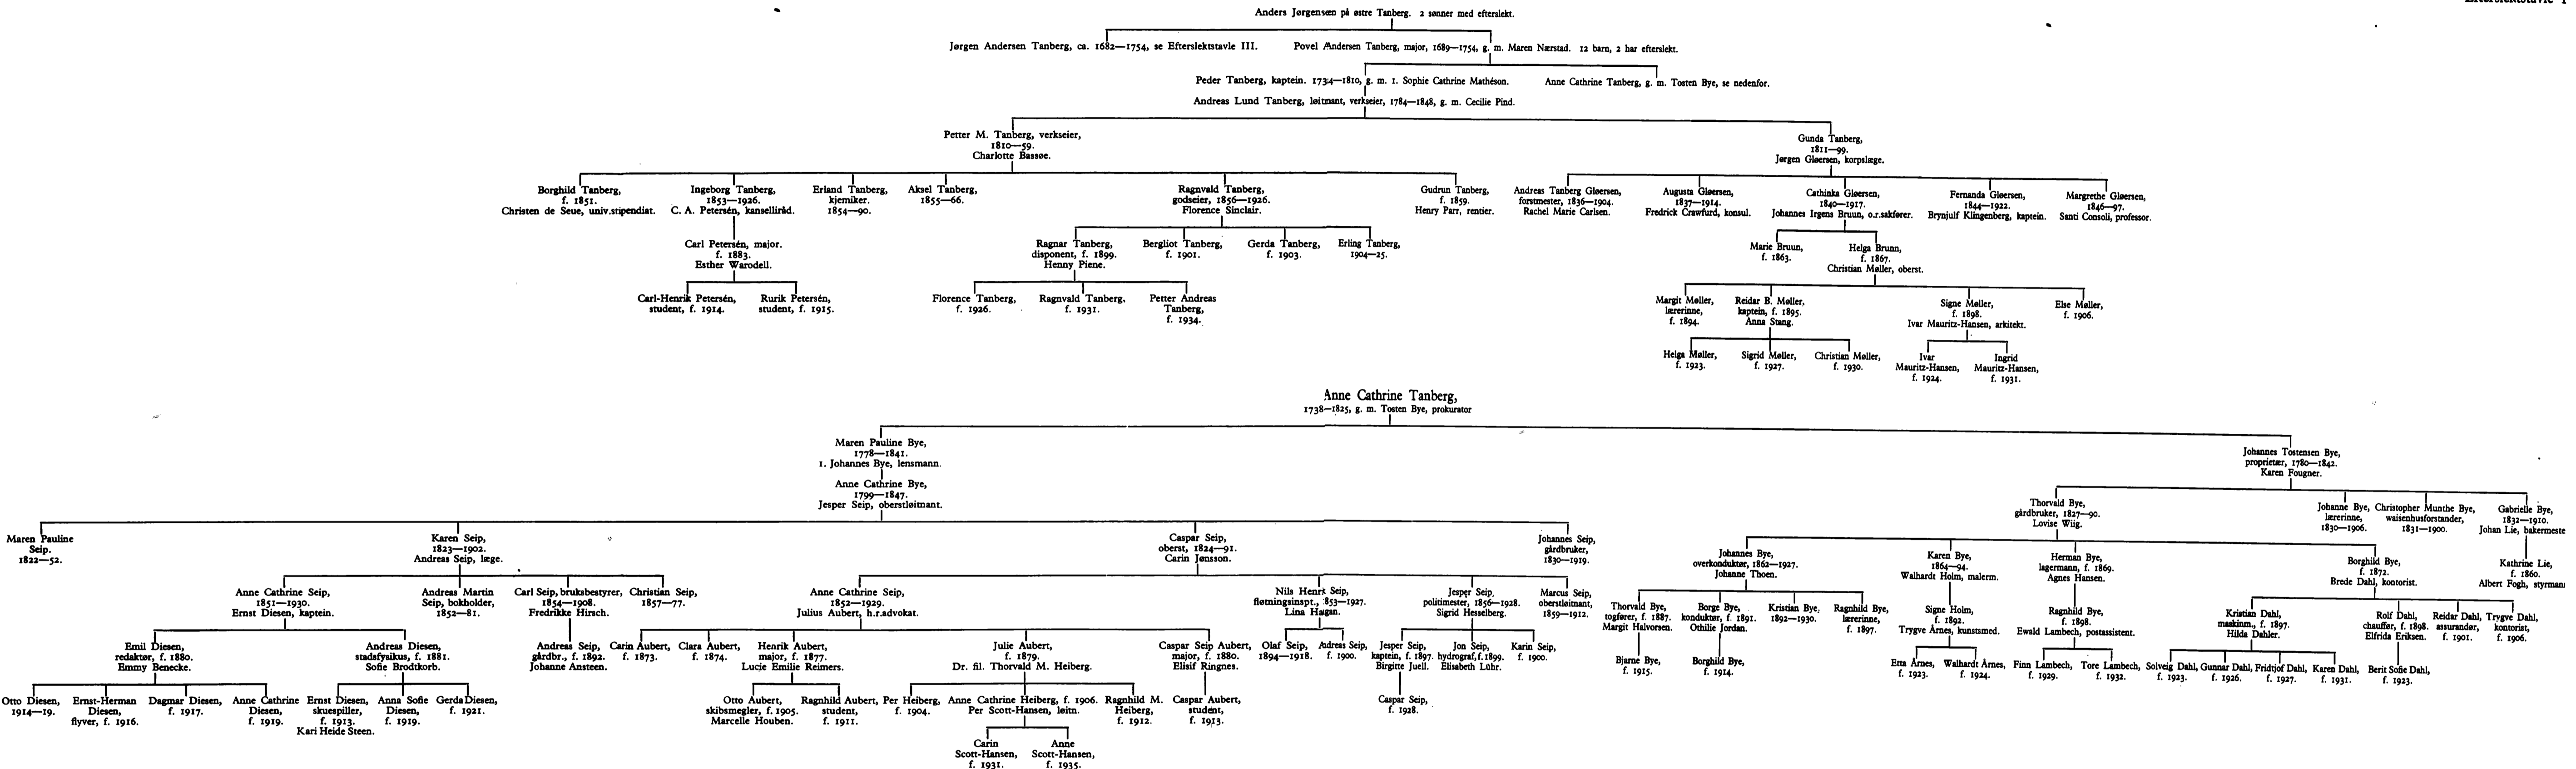 Anders Jørgensen på østre Tanberg. 2 sønner med efterslekt.
Jørgen Andersen Tanberg, ca. 1682—1754, se Efterslektstavle III.
Povel Andersen Tanberg, major, 1689—1754, g. m. Maren Nærstad. 12 barn, 2 har efterslekt.
Peder Tanberg, kaptein. 1734—1810, g. m. 1. Sophie Cathrine Mathéson.
Anne Cathrine Tanberg, g. m. Tosten Bye, se nedenfor.
Andreas Lund Tanberg, løitnant, verkseier, 1784—1848, g. m. Cecilie Pind.
Petter M. Tanberg, verkseier,
1810—59.
Charlotte Bassøe.
Gunda Tanberg,
1811—99.
Jørgen Gløersen, korpslæge.
Borghild Tanberg,
f. 1851.
Christen de Seue, univ.stipendiat.
Ingeborg Tanberg,
1853—1926.
C. A. Petersén, kanselliråd.
Erland Tanberg,
kjemiker.
1854—90.
Aksel Tanberg,
1855—66.
Ragnvald Tanberg,
godseier, 1856—1926.
Florence Sinclair.
Gudrun Tanberg,
f. 1859.
Henry Parr, rentier.
Andreas Tanberg Gløersen,
forstmester, 1836—1904.
Rachel Marie Carlsen.
Augusta Gløersen,
1837—1914.
Fredrick Crawfurd, konsul.
Cathinka Gløersen,
1840—1917.
Johannes Irgens Bruun, o.r.sakfører.
Fernanda Gløersen,
1844—1922.
Brynjulf Klingenberg, kaptein.
Margrethe Gløersen,
1846—97.
Santi Consoli, professor.
Carl Petersén, major.
f. 1883.
Esther Warodell.
Ragnar Tanberg,
disponent, f. 1899.
Henny Piene.
Bergliot Tanberg,
f. 1901.
Gerda Tanberg,
f. 1903.
Erling Tanberg,
1904—25.
Marie Bruun,
f. 1863.
Helga Brunn,
f. 1867.
Christian Møller, oberst.
Carl-Henrik Petersén,
student, f. 1914.
Rurik Petersén,
student, f. 1915.
Florence Tanberg,
f. 1926.
Ragnvald Tanberg.
f. 1931.
Petter Andreas
Tanberg,
f. 1934.
Margit Møller,
lærerinne,
f. 1894.
Reidar B. Møller,
kaptein, f. 1895.
Anna Stang.
Signe Møller,
f. 1898.
Ivar Mauritz-Hansen, arkitekt.
Else Møller,
f. 1906.
Helga Møller,
f. 1923.
Sigrid Møller,
f. 1927.
Christian Møller,
f. 1930.
Ivar
Mauritz-Hansen,
f. 1924.
Ingrid
Mauritz-Hansen,
f. 1931.
Anne Cathrine Tanberg,
1738—1825, g. m. Tosten Bye, prokurator
Maren Pauline Bye,
1778—1841.
1. Johannes Bye, lensmann.
Johannes Tostensen Bye,
proprietær, 1780—1842.
Karen Fougner.
Anne Cathrine Bye,
1799—1847.
Jesper Seip, oberstløitnant.
Thorvald Bye,
gårdbruker, 1827—90.
Lovise Wiig.
Johanne Bye,
lærerinne,
1830—1906.
Christopher Munthe Bye,
waisenhusforstander,
1831—1900.
Gabrielle Bye,
1832—1910.
Johan Lie, bakermeste
Maren Pauline
Seip.
1822—52.
Karen Seip,
1823—1902.
Andreas Seip, læge.
Caspar Seip,
oberst, 1824—91.
Carin Jønsson.
Johannes Seip,
gårdbruker,
1830—1919.
Johannes Bye,
overkonduktør, 1862—1927.
Johanne Thoen.
Karen Bye,
1864—94.
Walhardt Holm, malerm.
Herman Bye,
lagermann, f. 1869.
Agnes Hansen.
Borghild Bye,
f. 1872.
Brede Dahl, kontorist.
Kathrine Lie,
f. 1860.
Albert Fogh, styrman
Anne Cathrine Seip,
1851—1930.
Ernst Diesen, kaptein.
Andreas Martin
Seip, bokholder,
1852—81.
Carl Seip, bruksbestyrer,
1854—1908.
Fredrikke Hirsch.
Christian Seip,
1857—77.
Anne Cathrine Seip,
1852—1929.
Julius Aubert, h.r.advokat.
Nils Henrk Seip,
fløtningsinspt., 1853—1927.
Lina Haugan.
Jesper Seip,
politimester, 1856—1928.
Sigrid Hesselberg.
Marcus Seip,
oberstløitnant,
1859—1912.
Thorvald Bye,
togfører, f. 1887.
Margit Halvorsen.
Borge Bye,
konduktør, f. 1891.
Othilie Jordan.
Kristian Bye,
1892—1930.
Ragnhild Bye,
lærerinne,
f. 1897.
Signe Holm,
f. 1892.
Trygve Arnes, kunstsmed.
Ragnhild Bye,
f. 1898.
Ewald Lambech, postassistent.
Kristian Dahl,
maskinm., f. 1897.
Hilda Dahler.
Rolf Dahl,
chauffør, f. 1898.
Elfrida Eriksen.
Reidar Dahl,
assurandør,
f. 1901.
Trygve Dahl,
kontorist,
f. 1906.
Emil Diesen,
redaktør, f. 1880.
Emmy Benecke.
Andreas Diesen,
stadsfysikus, f. 1881.
Sofie Brodtkorb.
Andreas Seip,
gårdbr., f. 1892.
Johanne Ansteen.
Carin Aubert,
f. 1873.
Clara Aubert,
f. 1874.
Henrik Aubert,
major, f. 1877.
Lucje Emilie Reimers.
Julie Aubert,
f. 1879.
Dr. fil. Thorvald M. Heiberg.
Caspar Seip Aubert,
major, f. 1880.
Elisif Ringnes.
Olaf Seip,
1894—1918.
Andreas Seip,
f. 1900.
Jesper Seip,
kaptein, f. 1897.
Birgitte Juell.
Jon Seip,
hydrograf, f. 1899.
Elisabeth Lühr.
Karin Seip,
f. 1900.
Bjarne Bye,
f. 1915.
Borghild Bye,
f. 1914.
Etta Arnes,
f. 1923.
Walhardt Arnes,
f. 1924.
Finn Lambech,
f. 1929.
Tore Lambech,
f. 1932.
Solveig Dahl,
f. 1923.
Gunnar Dahl,
f. 1926.
Fridtjof Dahl,
f. 1927.
Karen Dahl,
f. 1931.
Berit Sofie Dahl,
f. 1923.
Otto Diesen,
1914—19.
Ernst-Herman
Diesen,
flyver, f. 1916.
Dagmar Diesen,
f. 1917.
Anne Cathrine
Diesen,
f. 1919.
Ernst Diesen,
skuespiller,
f. 1913.
Kari Heide Steen.
Anna Sofie
Diesen,
f. 1919.
Gerda Diesen,
f. 1921.
Otto Aubert,
skibsmegler, f. 1905.
Marcelle Houben.
Ragnhild Aubert,
student,
f. 1911.
Per Heiberg,
f. 1904.
Anne Cathrine Heiberg, f. 1906.
Per Scott-Hansen, løitn.
Ragnhild M.
Heiberg,
f. 1912.
Caspar Aubert,
student,
f. 1913.
Caspar Seip,
f. 1928.
Carin
Scott-Hansen,
f. 1931.
Anne
Scott-Hansen,
f. 1935.